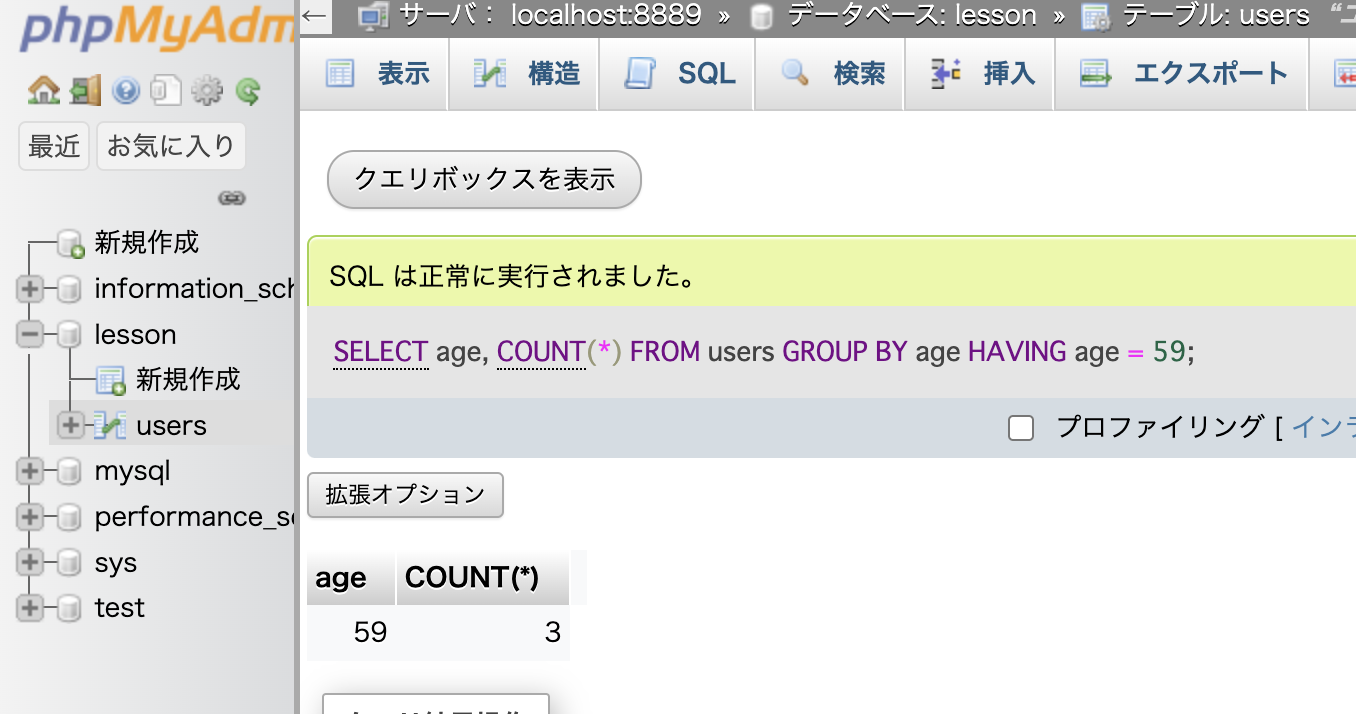 phpMyAdm
← サーバ： localhost:8889 » データベース: lesson » テーブル: users
表示 構造 SQL 検索 挿入 エクスポート
最近 お気に入り
新規作成
information_sch
lesson
新規作成
users
mysql
performance_se
sys
test
クエリボックスを表示
SQL は正常に実行されました。
SELECT age, COUNT(*) FROM users GROUP BY age HAVING age = 59;
プロファイリング [ インラ
拡張オプション
age COUNT(*)
59 3